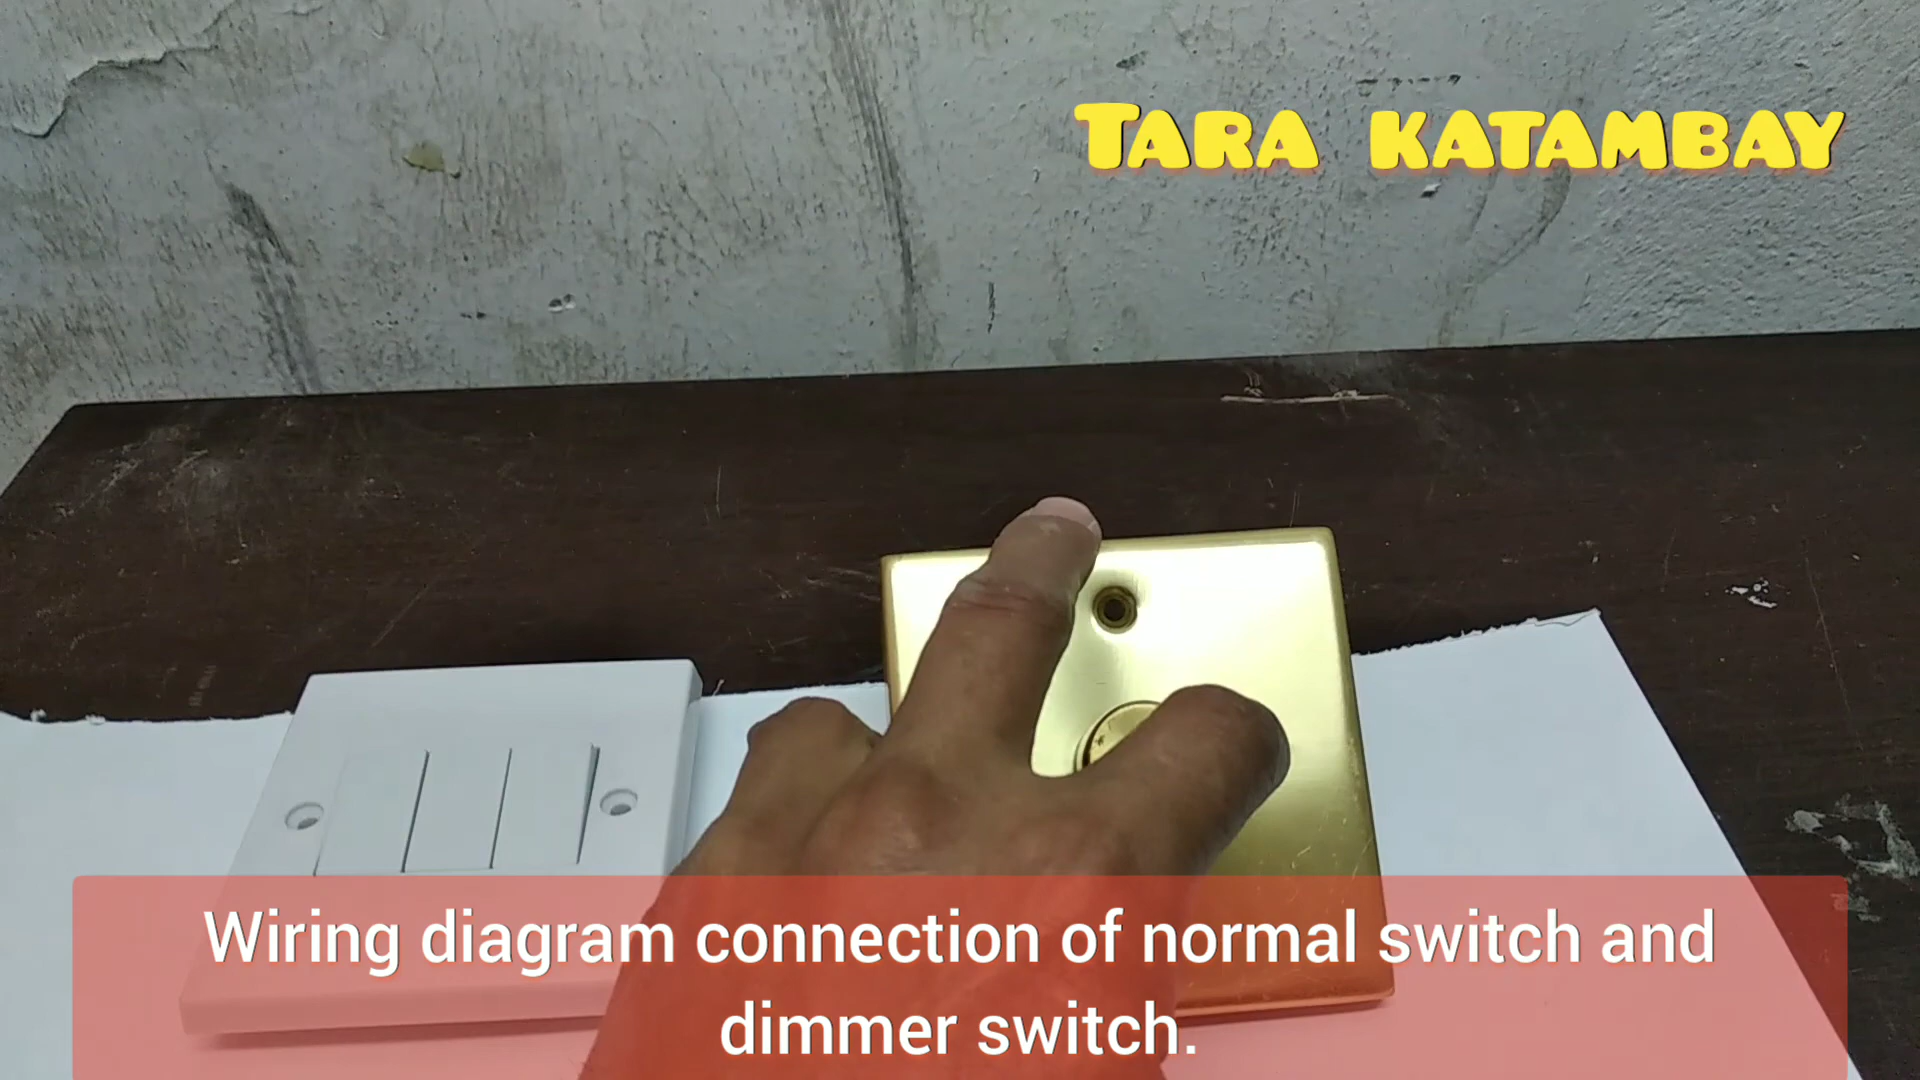 TARA KATAMBAY
Wiring diagram connection of normal switch and
dimmer switch.